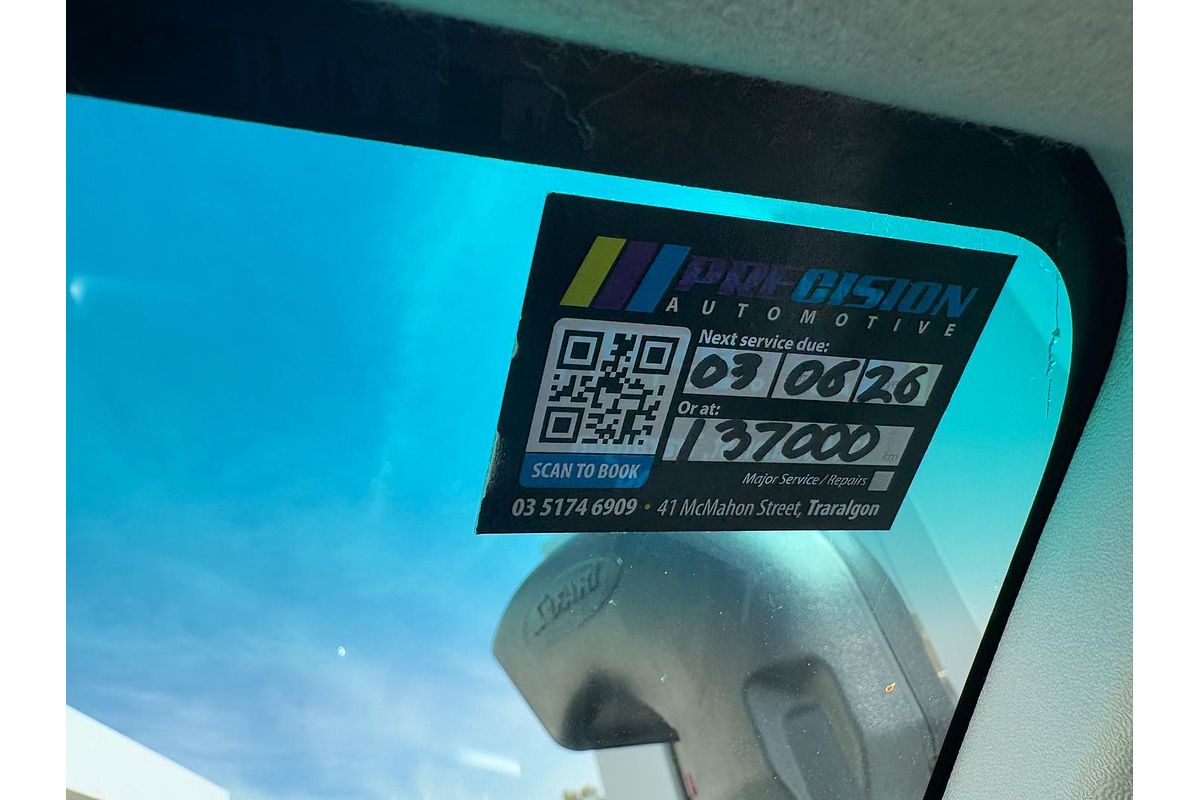 PRECISION
AUTOMOTIVE
Next service due:
03 06 26
Or at:
137000 km
SCAN TO BOOK
Major Service / Repairs
03 5174 6909 • 41 McMahon Street, Traralgon